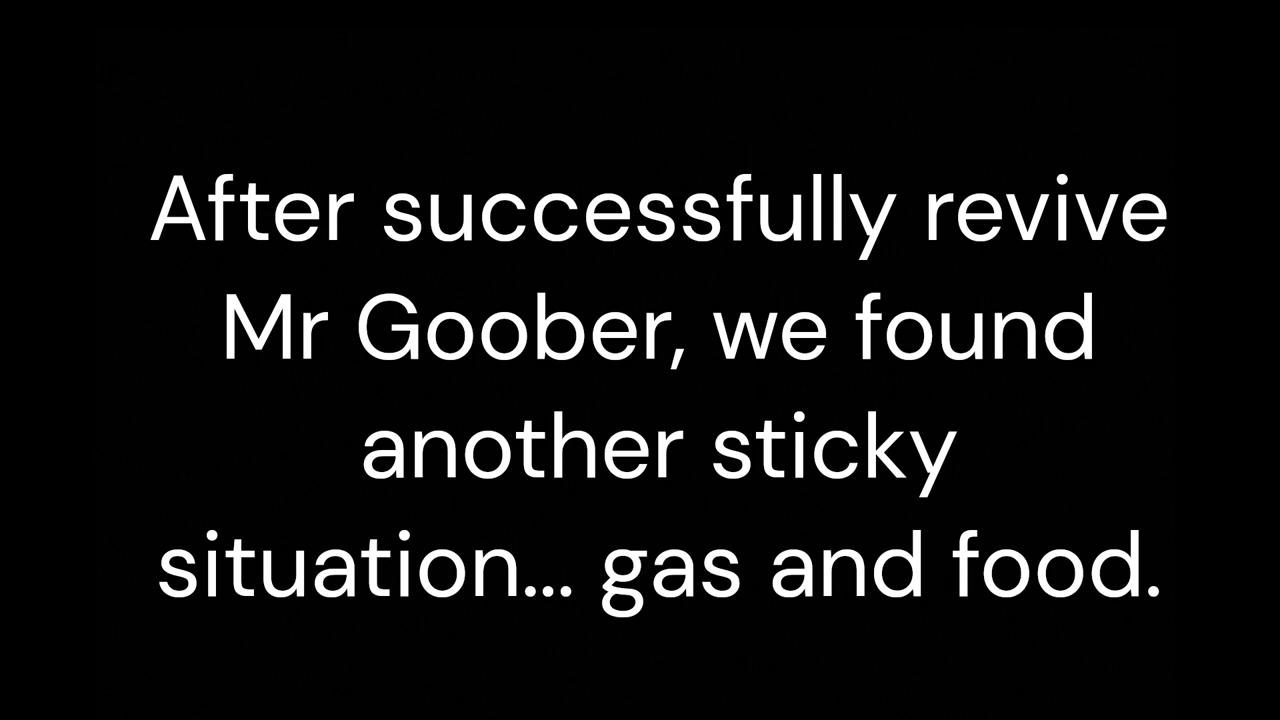 After successfully revive
Mr Goober, we found
another sticky
situation... gas and food.